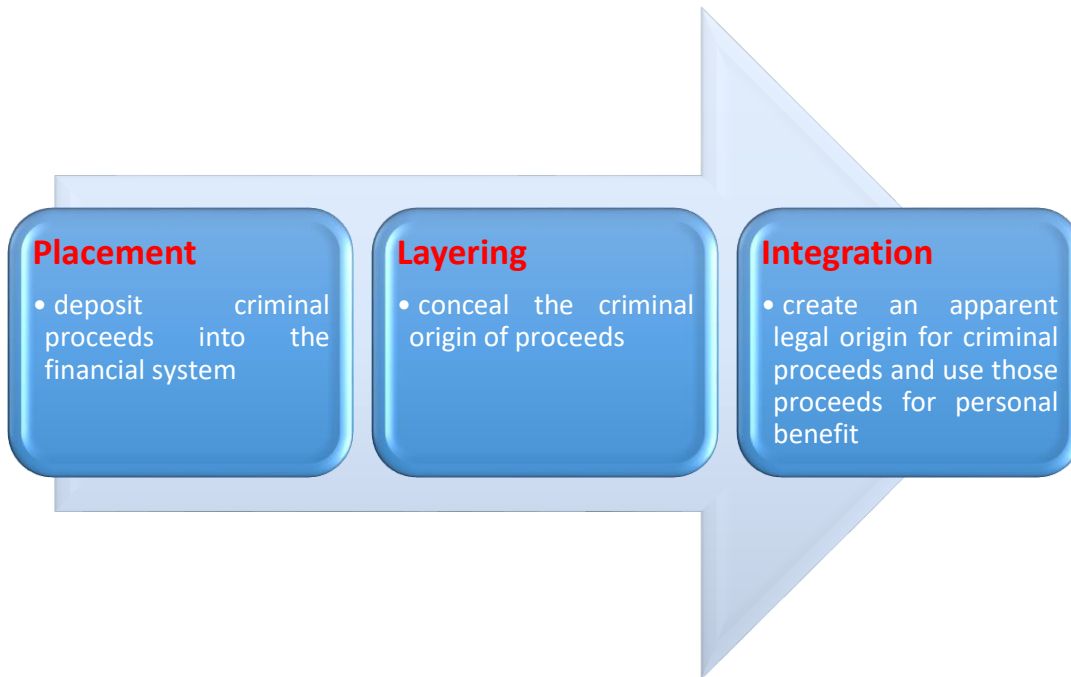 Placement
• deposit criminal
proceeds into the
financial system
Layering
• conceal the criminal
origin of proceeds
Integration
• create an apparent
legal origin for criminal
proceeds and use those
proceeds for personal
benefit